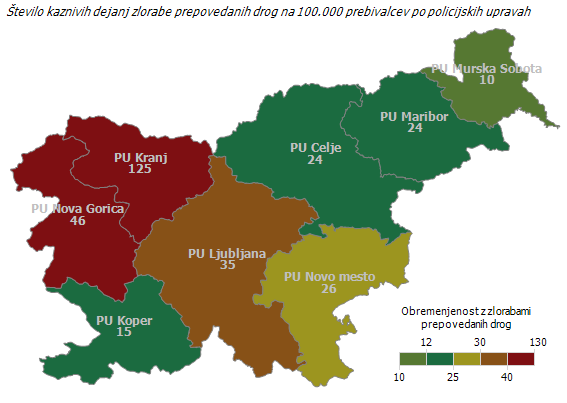 Število kaznivih dejanj zlorabe prepovedanih drog na 100.000 prebivalcev po policijskih upravah
PU Murska Sobota
10
PU Maribor
24
PU Celje
24
PU Kranj
125
PU Nova Gorica
46
PU Ljubljana
35
PU Novo mesto
26
PU Koper
15
Obremenjenost z zlorabami
prepovedanih drog
12 30 130
10 25 40